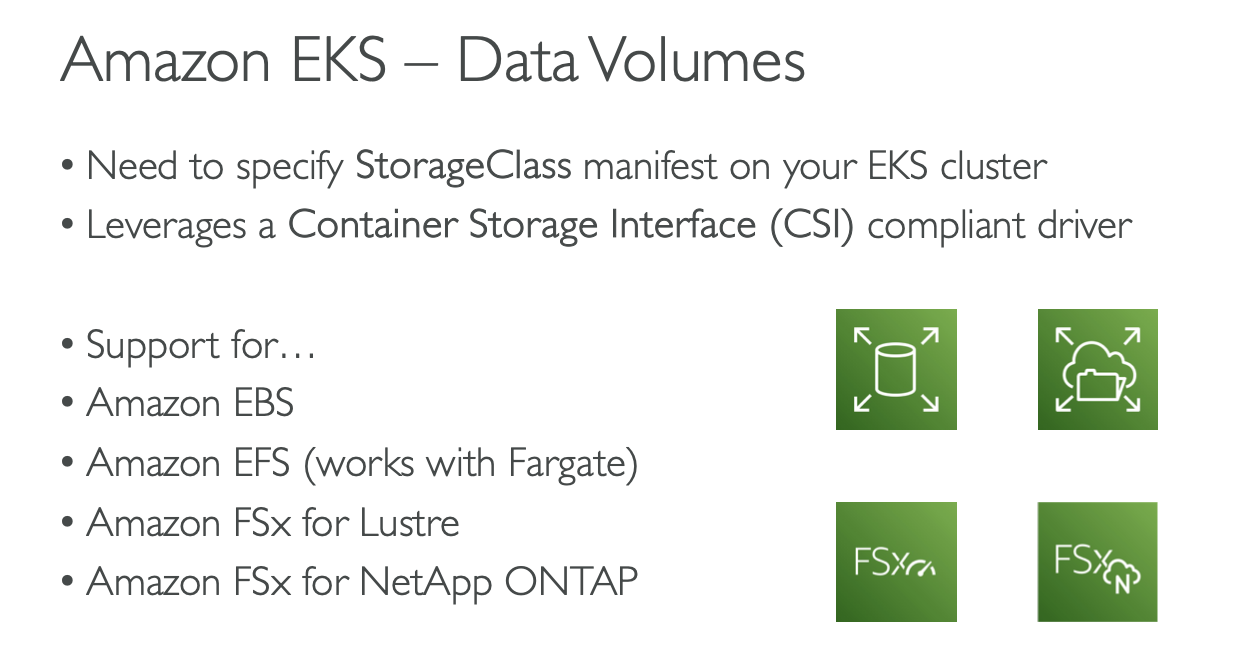 Amazon EKS – Data Volumes
• Need to specify StorageClass manifest on your EKS cluster
• Leverages a Container Storage Interface (CSI) compliant driver
• Support for…
• Amazon EBS
• Amazon EFS (works with Fargate)
• Amazon FSx for Lustre
• Amazon FSx for NetApp ONTAP
FSx
FSx N